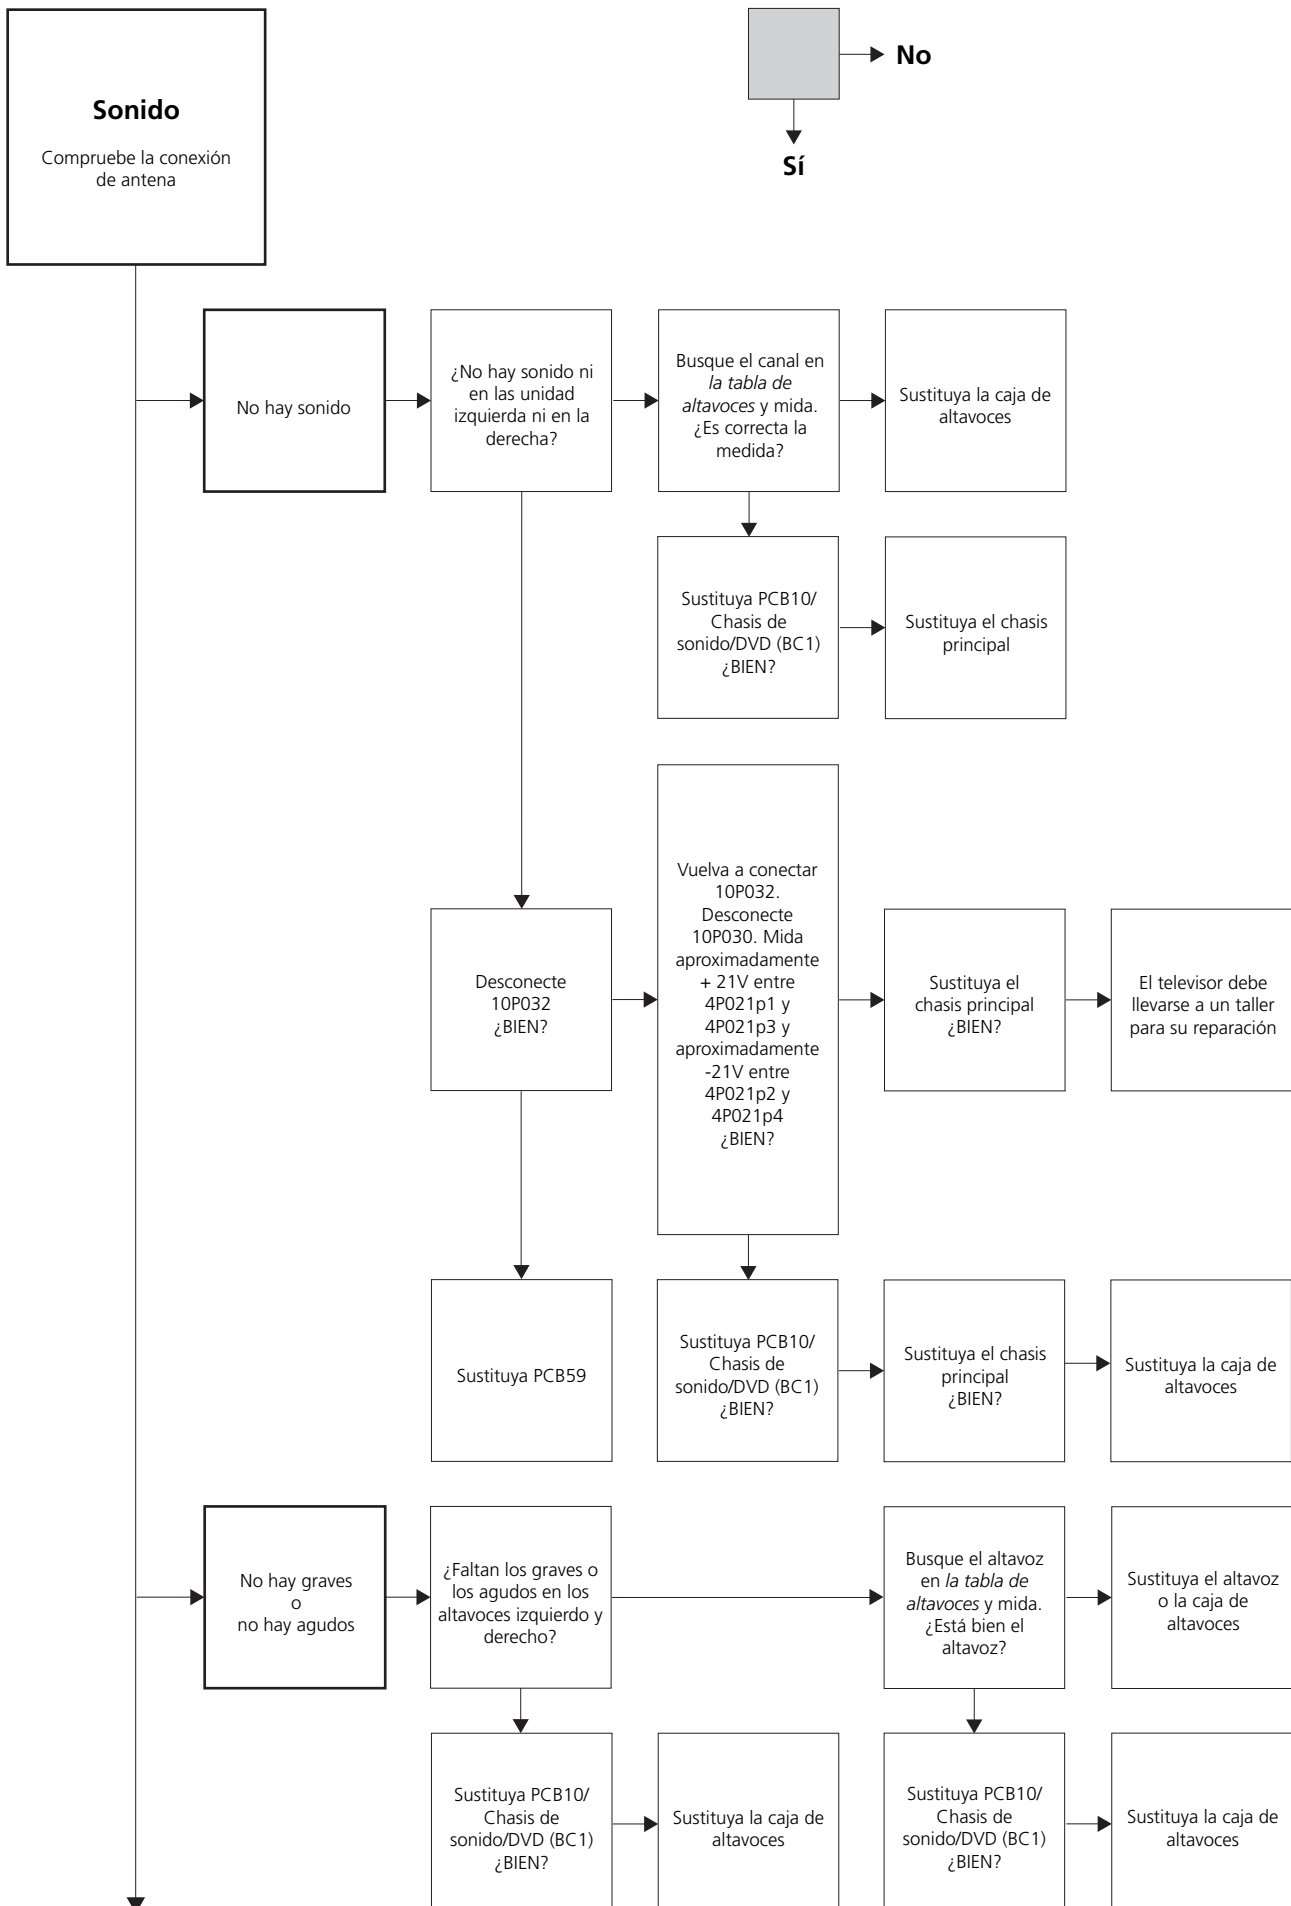 Sonido
Compruebe la conexión
de antena
No
Sí
No hay sonido
¿No hay sonido ni
en las unidad
izquierda ni en la
derecha?
Busque el canal en
la tabla de
altavoces y mida.
¿Es correcta la
medida?
Sustituya la caja de
altavoces
Sustituya PCB10/
Chasis de
sonido/DVD (BC1)
¿BIEN?
Sustituya el chasis
principal
Desconecte
10P032
¿BIEN?
Vuelva a conectar
10P032.
Desconecte
10P030. Mida
aproximadamente
+ 21V entre
4P021p1 y
4P021p3 y
aproximadamente
-21V entre
4P021p2 y
4P021p4
¿BIEN?
Sustituya el
chasis principal
¿BIEN?
El televisor debe
llevarse a un taller
para su reparación
Sustituya PCB59
Sustituya PCB10/
Chasis de
sonido/DVD (BC1)
¿BIEN?
Sustituya el chasis
principal
¿BIEN?
Sustituya la caja de
altavoces
No hay graves
o
no hay agudos
¿Faltan los graves o
los agudos en los
altavoces izquierdo y
derecho?
Busque el altavoz
en la tabla de
altavoces y mida.
¿Está bien el
altavoz?
Sustituya el altavoz
o la caja de
altavoces
Sustituya PCB10/
Chasis de
sonido/DVD (BC1)
¿BIEN?
Sustituya la caja de
altavoces
Sustituya PCB10/
Chasis de
sonido/DVD (BC1)
¿BIEN?
Sustituya la caja de
altavoces